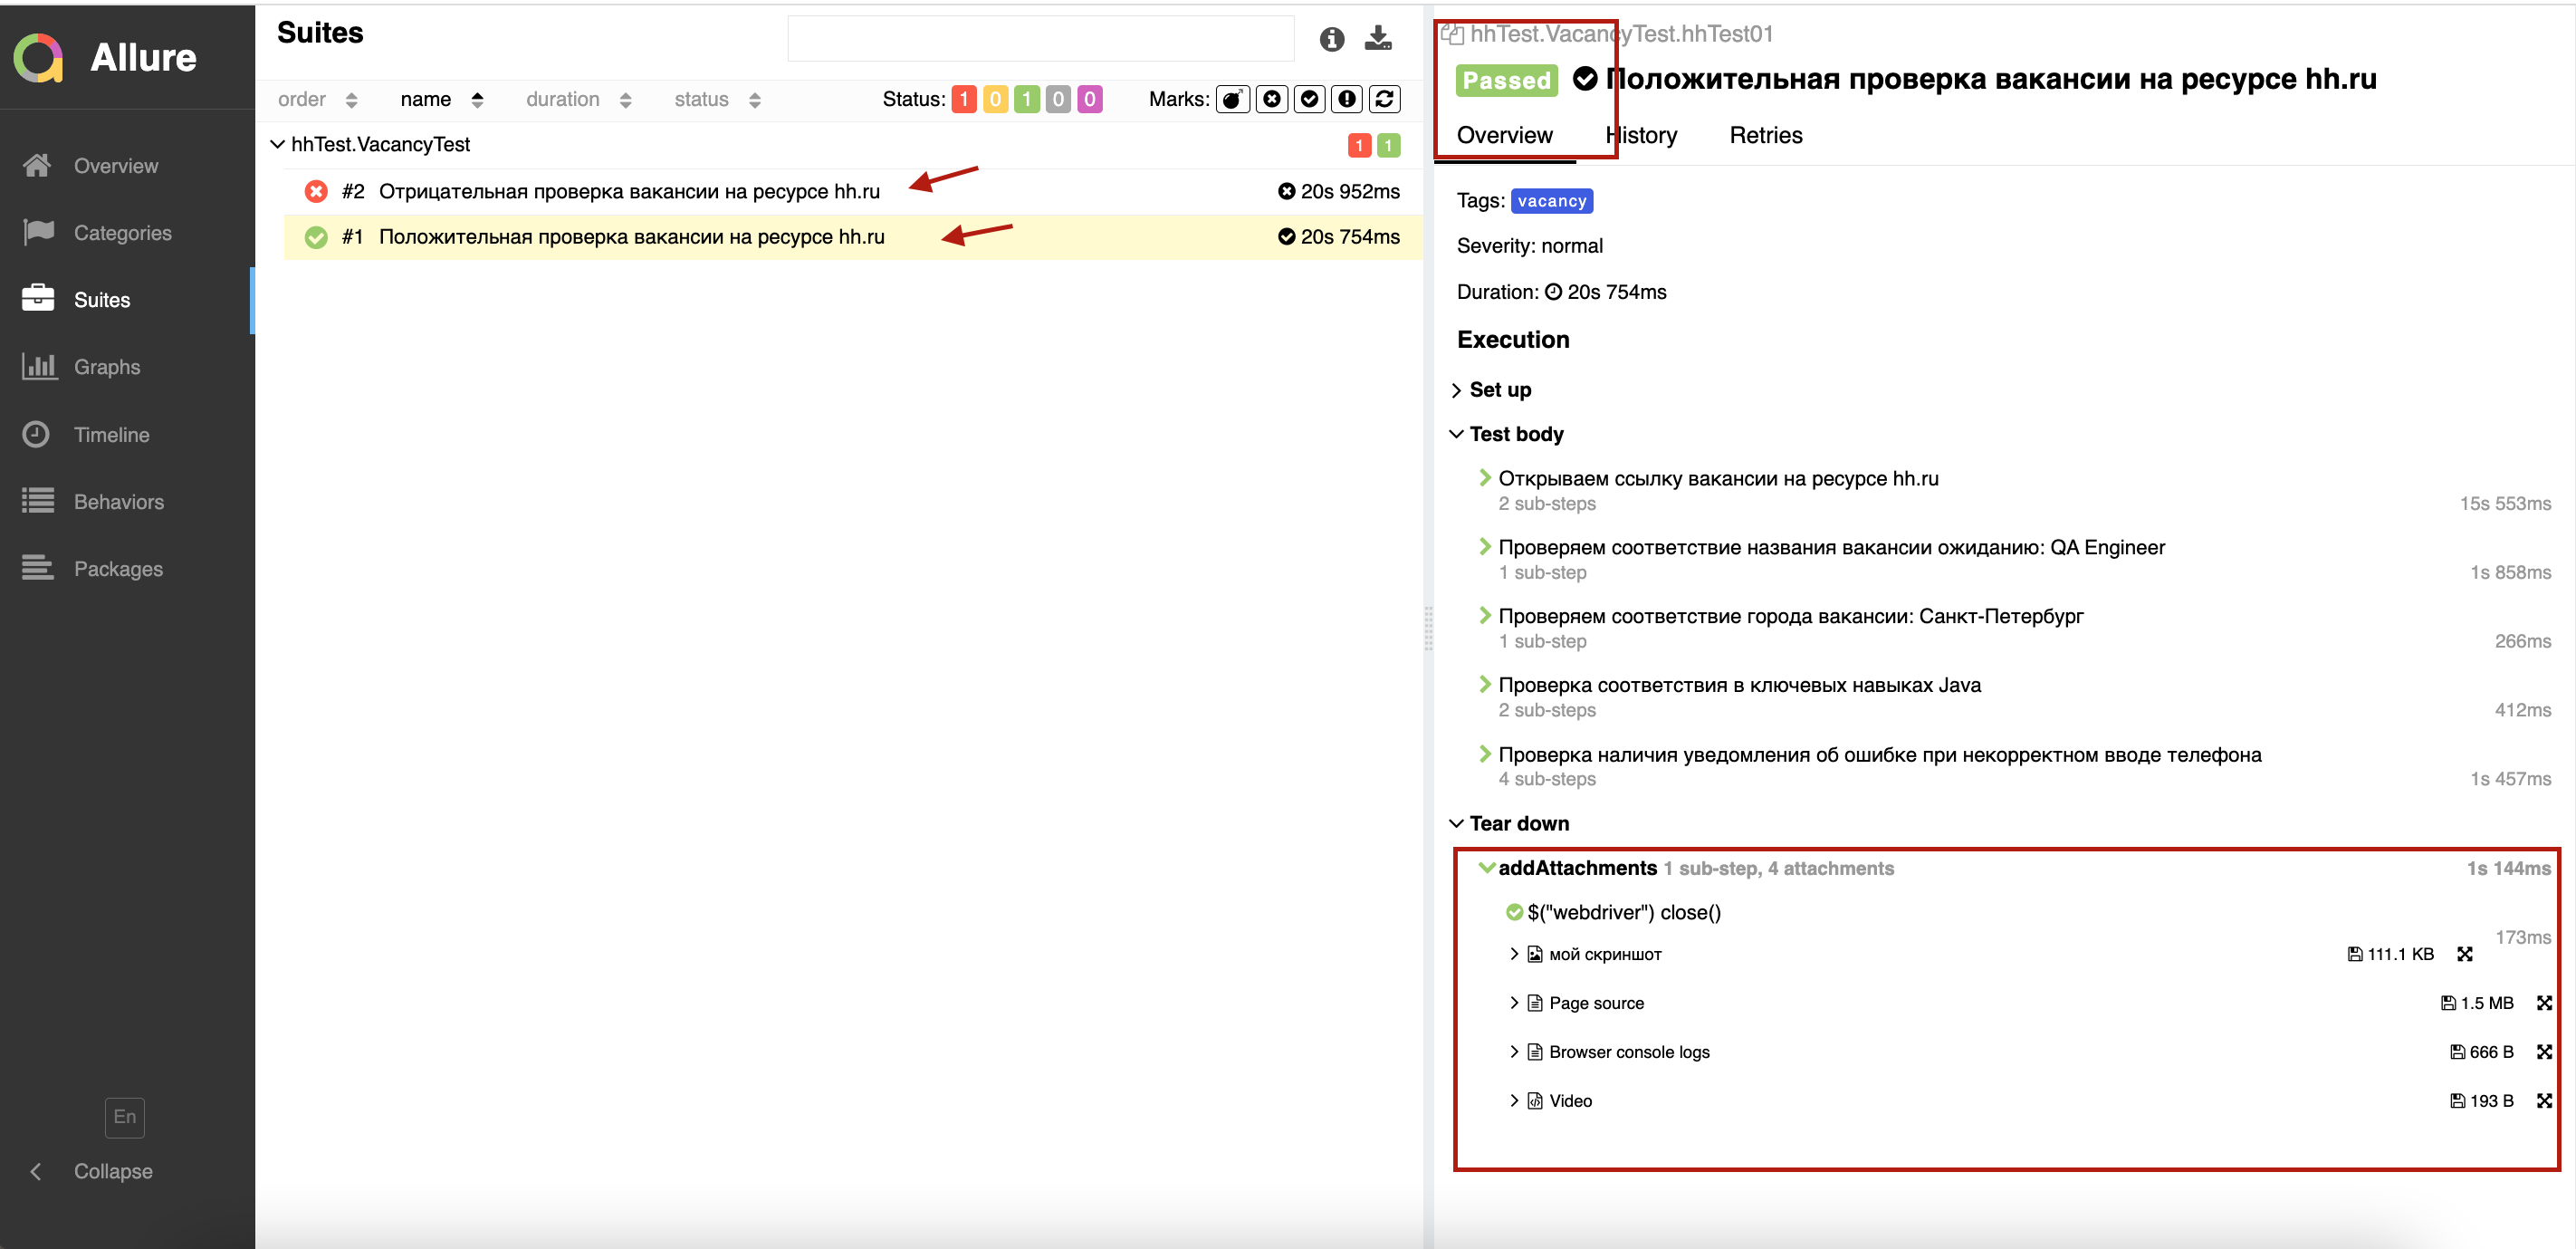 Allure
Overview
Categories
Suites
Graphs
Timeline
Behaviors
Packages
En
Collapse
Suites
order name duration status Status: 1 0 1 0 0 Marks:
hhTest.VacancyTest 1 1
#2 Отрицательная проверка вакансии на ресурсе hh.ru 20s 952ms
#1 Положительная проверка вакансии на ресурсе hh.ru 20s 754ms
hhTest.VacancyTest.hhTest01
Passed Положительная проверка вакансии на ресурсе hh.ru
Overview History Retries
Tags: vacancy
Severity: normal
Duration: 20s 754ms
Execution
Set up
Test body
Открываем ссылку вакансии на ресурсе hh.ru
2 sub-steps 15s 553ms
Проверяем соответствие названия вакансии ожиданию: QA Engineer
1 sub-step 1s 858ms
Проверяем соответствие города вакансии: Санкт-Петербург
1 sub-step 266ms
Проверка соответствия в ключевых навыках Java
2 sub-steps 412ms
Проверка наличия уведомления об ошибке при некорректном вводе телефона
4 sub-steps 1s 457ms
Tear down
addAttachments 1 sub-step, 4 attachments 1s 144ms
$("webdriver") close()
173ms
мой скриншот 111.1 KB
Page source 1.5 MB
Browser console logs 666 B
Video 193 B